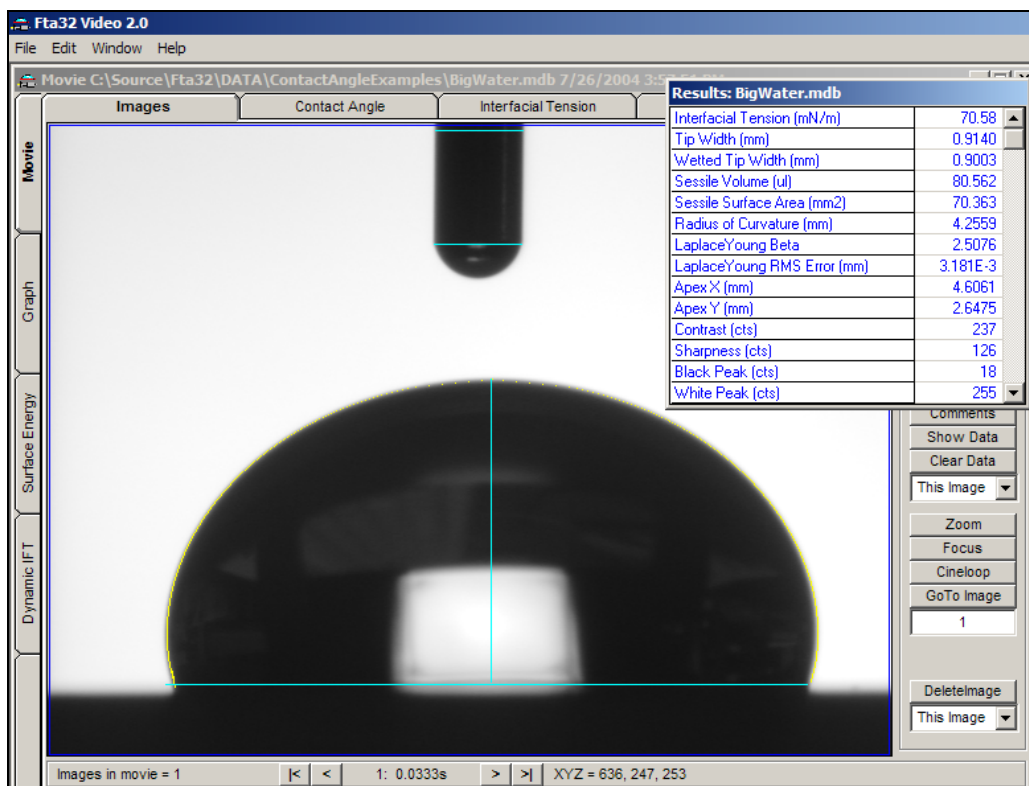 Fta32 Video 2.0
File Edit Window Help
Movie C:\Source\Fta32\DATA\ContactAngleExamples\BigWater.mdb 7/26/2004
Images Contact Angle Interfacial Tension
Movie
Graph
Surface Energy
Dynamic IFT
Results: BigWater.mdb
Interfacial Tension (mN/m) 70.58
Tip Width (mm) 0.9140
Wetted Tip Width (mm) 0.9003
Sessile Volume (ul) 80.562
Sessile Surface Area (mm2) 70.363
Radius of Curvature (mm) 4.2559
LaplaceYoung Beta 2.5076
LaplaceYoung RMS Error (mm) 3.181E-3
Apex X (mm) 4.6061
Apex Y (mm) 2.6475
Contrast (cts) 237
Sharpness (cts) 126
Black Peak (cts) 18
White Peak (cts) 255
Comments
Show Data
Clear Data
This Image
Zoom
Focus
Cineloop
GoTo Image
1
DeleteImage
This Image
Images in movie = 1 |< < 1: 0.0333s > >| XYZ = 636, 247, 253